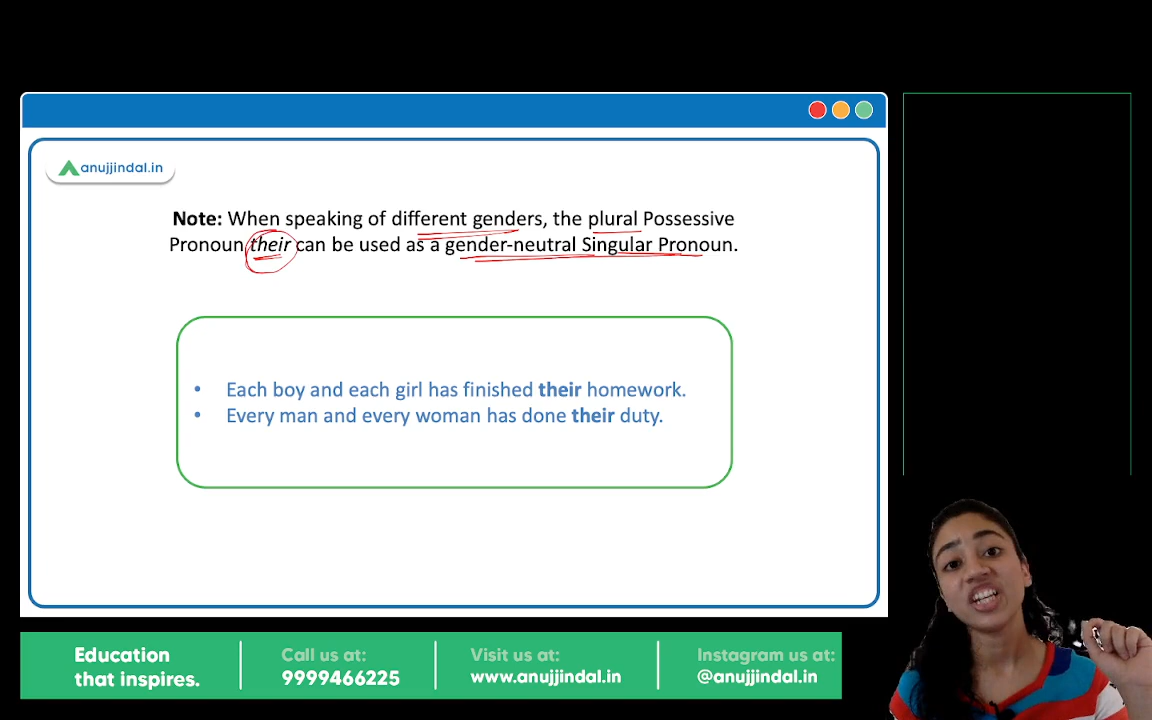 anujjindal.in
Note: When speaking of different genders, the plural Possessive
Pronoun their can be used as a gender-neutral Singular Pronoun.
• Each boy and each girl has finished their homework.
• Every man and every woman has done their duty.
Education
that inspires.
Call us at:
9999466225
Visit us at:
www.anujjindal.in
Instagram us at:
@anujjindal.in